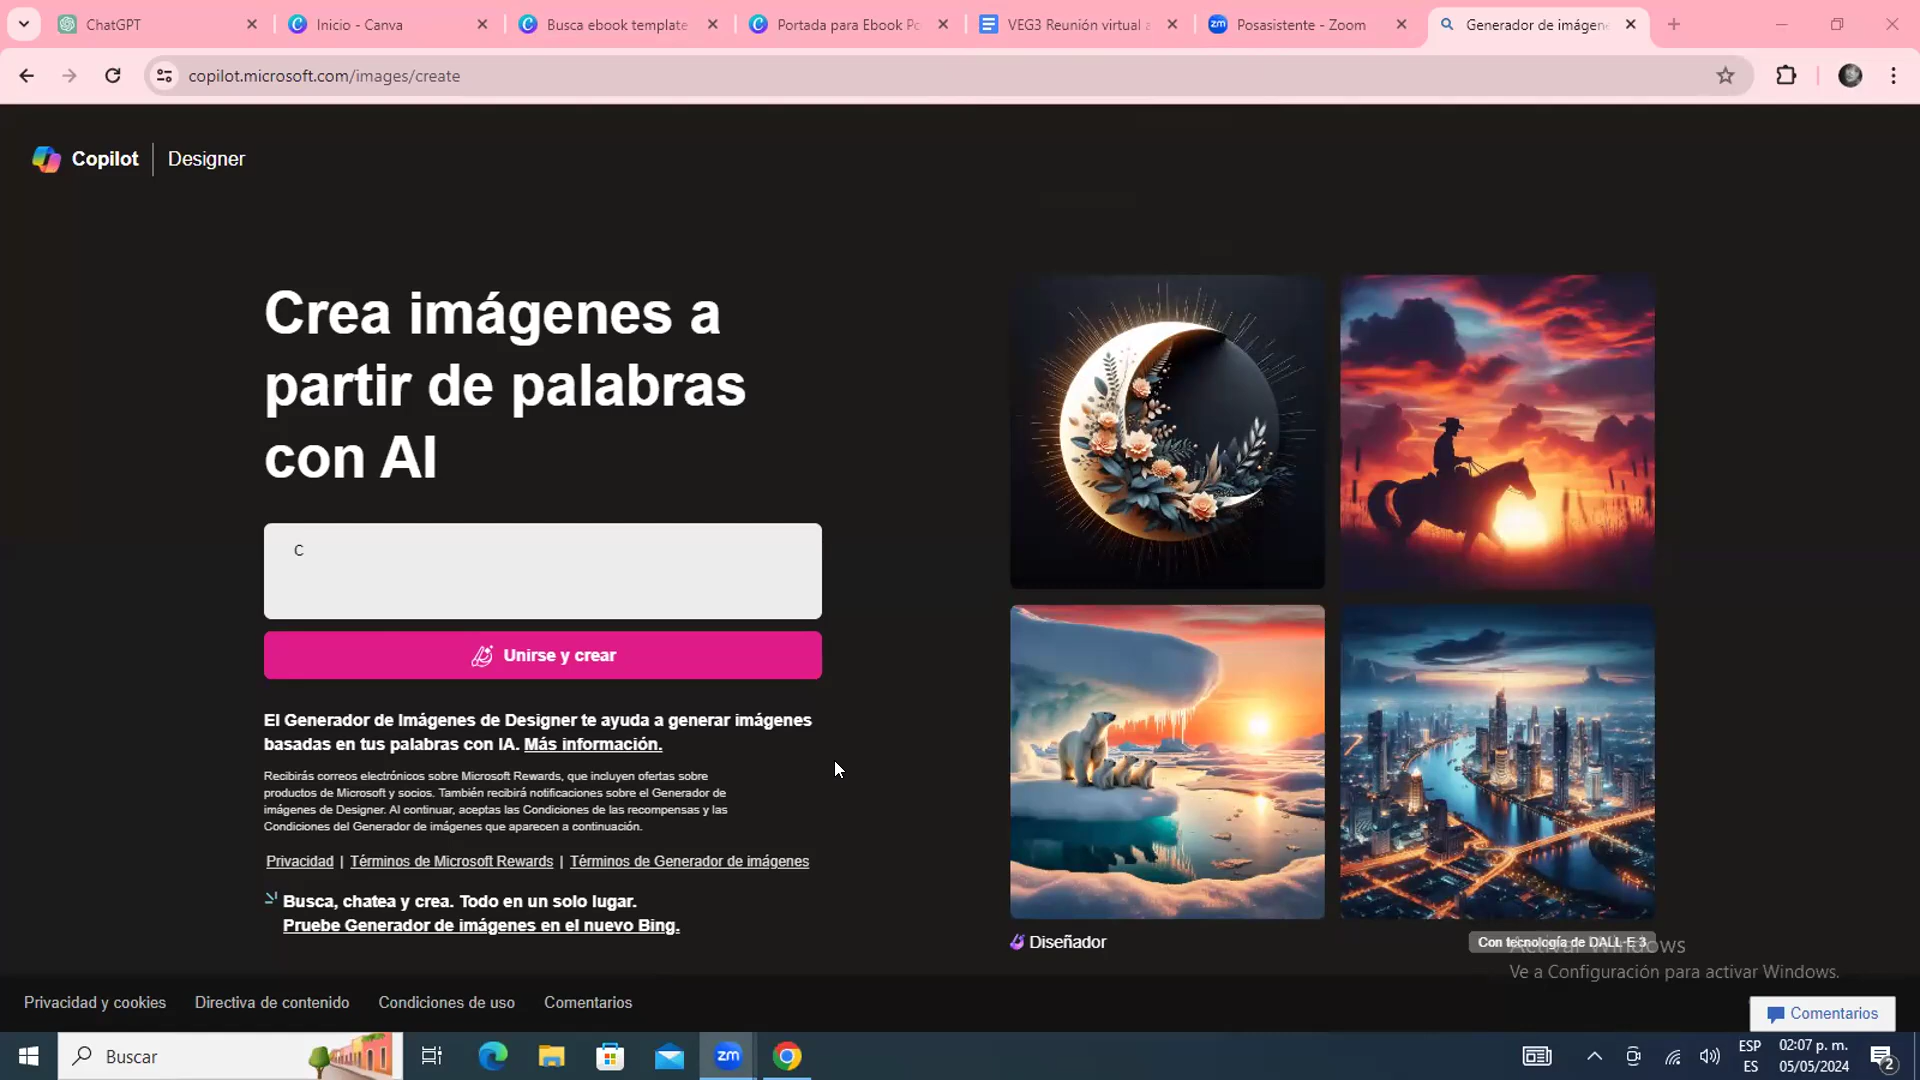 ChatGPT
Inicio - Canva
Busca ebook template
Portada para Ebook Po
VEG3 Reunión virtual a
zm Posasistente - Zoom
Generador de imágene
copilot.microsoft.com/images/create
Copilot | Designer
Crea imágenes a
partir de palabras
con AI
C
Unirse y crear
El Generador de Imágenes de Designer te ayuda a generar imágenes
basadas en tus palabras con IA. Más información.
Recibirás correos electrónicos sobre Microsoft Rewards, que incluyen ofertas sobre
productos de Microsoft y socios. También recibirá notificaciones sobre el Generador de
imágenes de Designer. Al continuar, aceptas las Condiciones de las recompensas y las
Condiciones del Generador de imágenes que aparecen a continuación.
Privacidad | Términos de Microsoft Rewards | Términos de Generador de imágenes
Busca, chatea y crea. Todo en un solo lugar.
Pruebe Generador de imágenes en el nuevo Bing.
Diseñador
Con tecnología de DALL-E 3
Activar Windows
Ve a Configuración para activar Windows.
Privacidad y cookies
Directiva de contenido
Condiciones de uso
Comentarios
Comentarios
Buscar
zm
ESP
ES
02:07 p. m.
05/05/2024
2